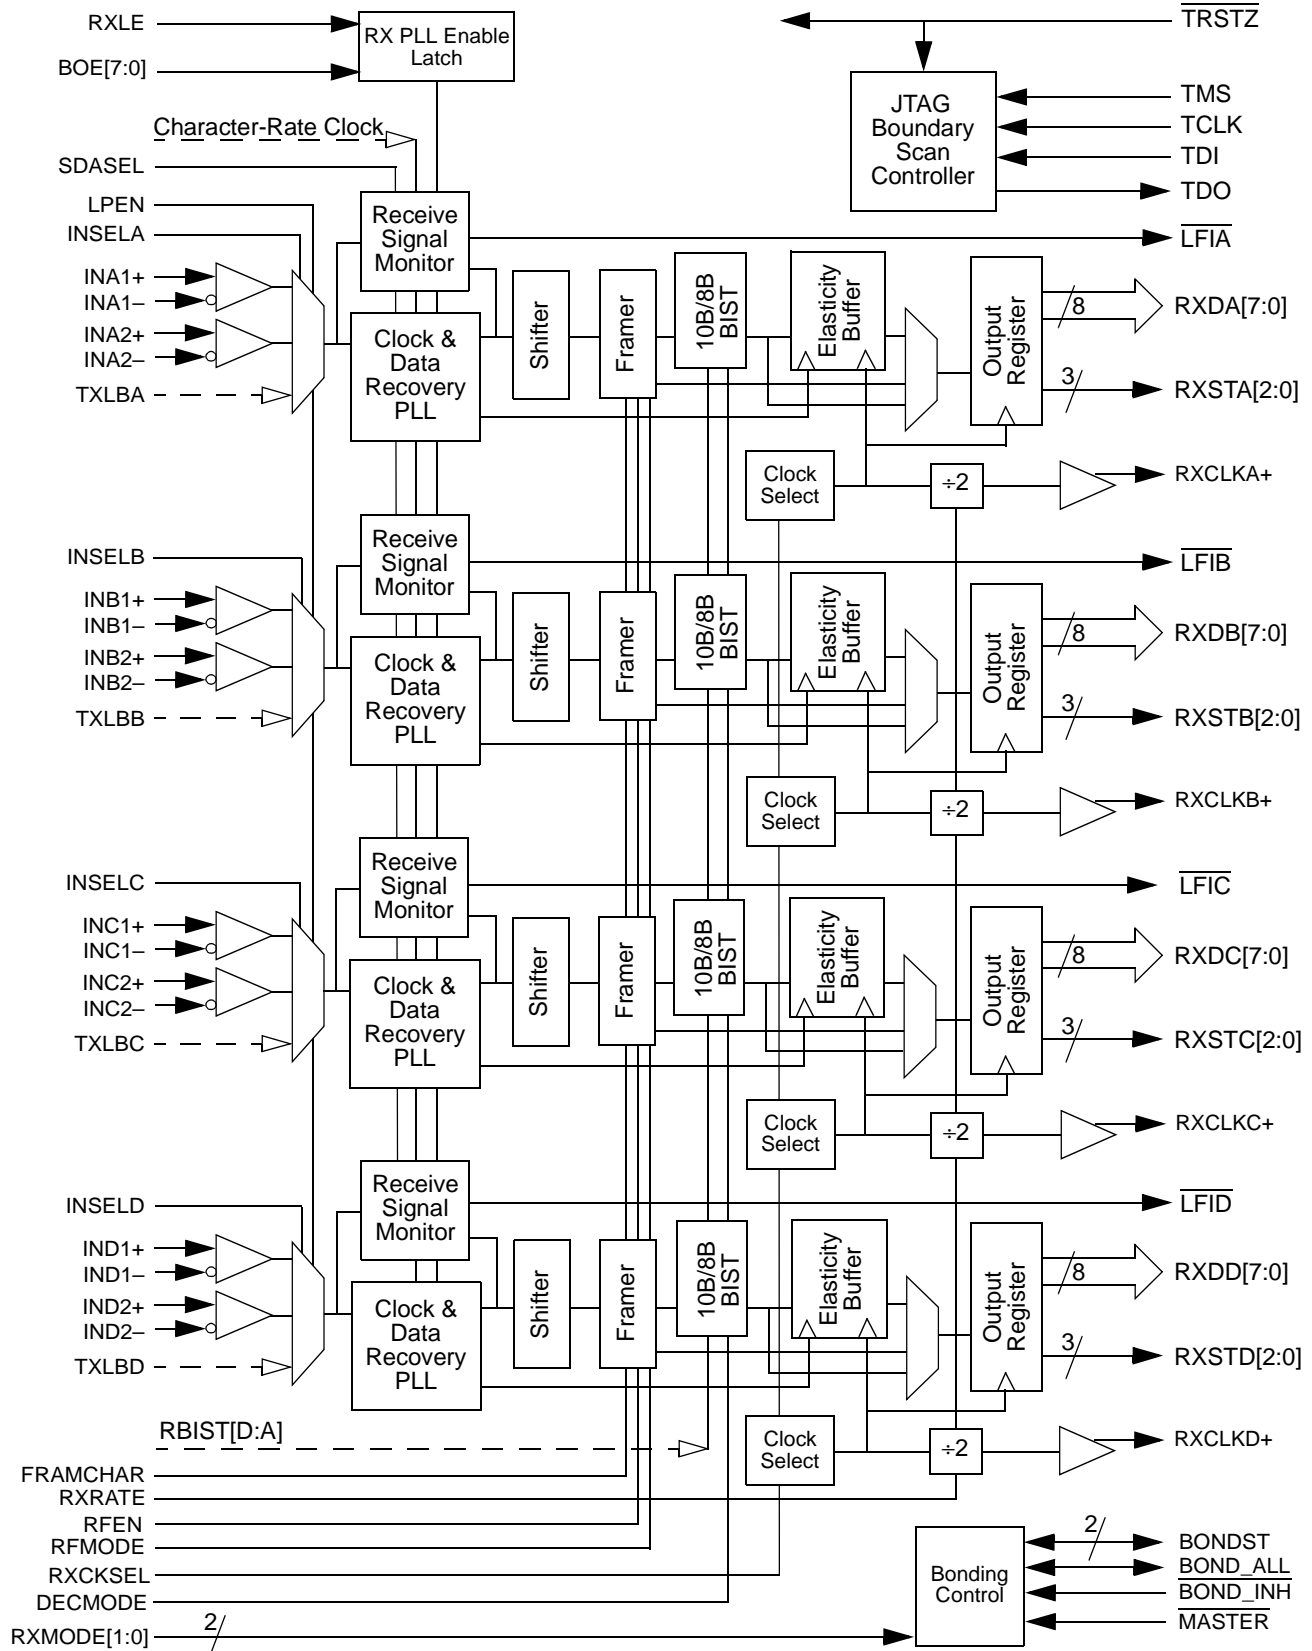 RXLE
BOE[7:0]
RX PLL Enable
Latch
TRSTZ
JTAG
Boundary
Scan
Controller
TMS
TCLK
TDI
TDO
Character-Rate Clock
SDASEL
LPEN
INSELA
INA1+
INA1–
INA2+
INA2–
TXLBA
Receive
Signal
Monitor
Clock &
Data
Recovery
PLL
Shifter
Framer
10B/8B
BIST
Elasticity
Buffer
Output
Register
Clock
Select
÷2
LFIA
8
RXDA[7:0]
3
RXSTA[2:0]
RXCLKA+
INSELB
INB1+
INB1–
INB2+
INB2–
TXLBB
Receive
Signal
Monitor
Clock &
Data
Recovery
PLL
Shifter
Framer
10B/8B
BIST
Elasticity
Buffer
Output
Register
Clock
Select
÷2
LFIB
8
RXDB[7:0]
3
RXSTB[2:0]
RXCLKB+
INSELC
INC1+
INC1–
INC2+
INC2–
TXLBC
Receive
Signal
Monitor
Clock &
Data
Recovery
PLL
Shifter
Framer
10B/8B
BIST
Elasticity
Buffer
Output
Register
Clock
Select
÷2
LFIC
8
RXDC[7:0]
3
RXSTC[2:0]
RXCLKC+
INSELD
IND1+
IND1–
IND2+
IND2–
TXLBD
Receive
Signal
Monitor
Clock &
Data
Recovery
PLL
Shifter
Framer
10B/8B
BIST
Elasticity
Buffer
Output
Register
Clock
Select
÷2
LFID
8
RXDD[7:0]
3
RXSTD[2:0]
RXCLKD+
RBIST[D:A]
FRAMCHAR
RXRATE
RFEN
RFMODE
RXCKSEL
DECMODE
RXMODE[1:0]
2
Bonding
Control
2
BONDST
BOND_ALL
BOND_INH
MASTER